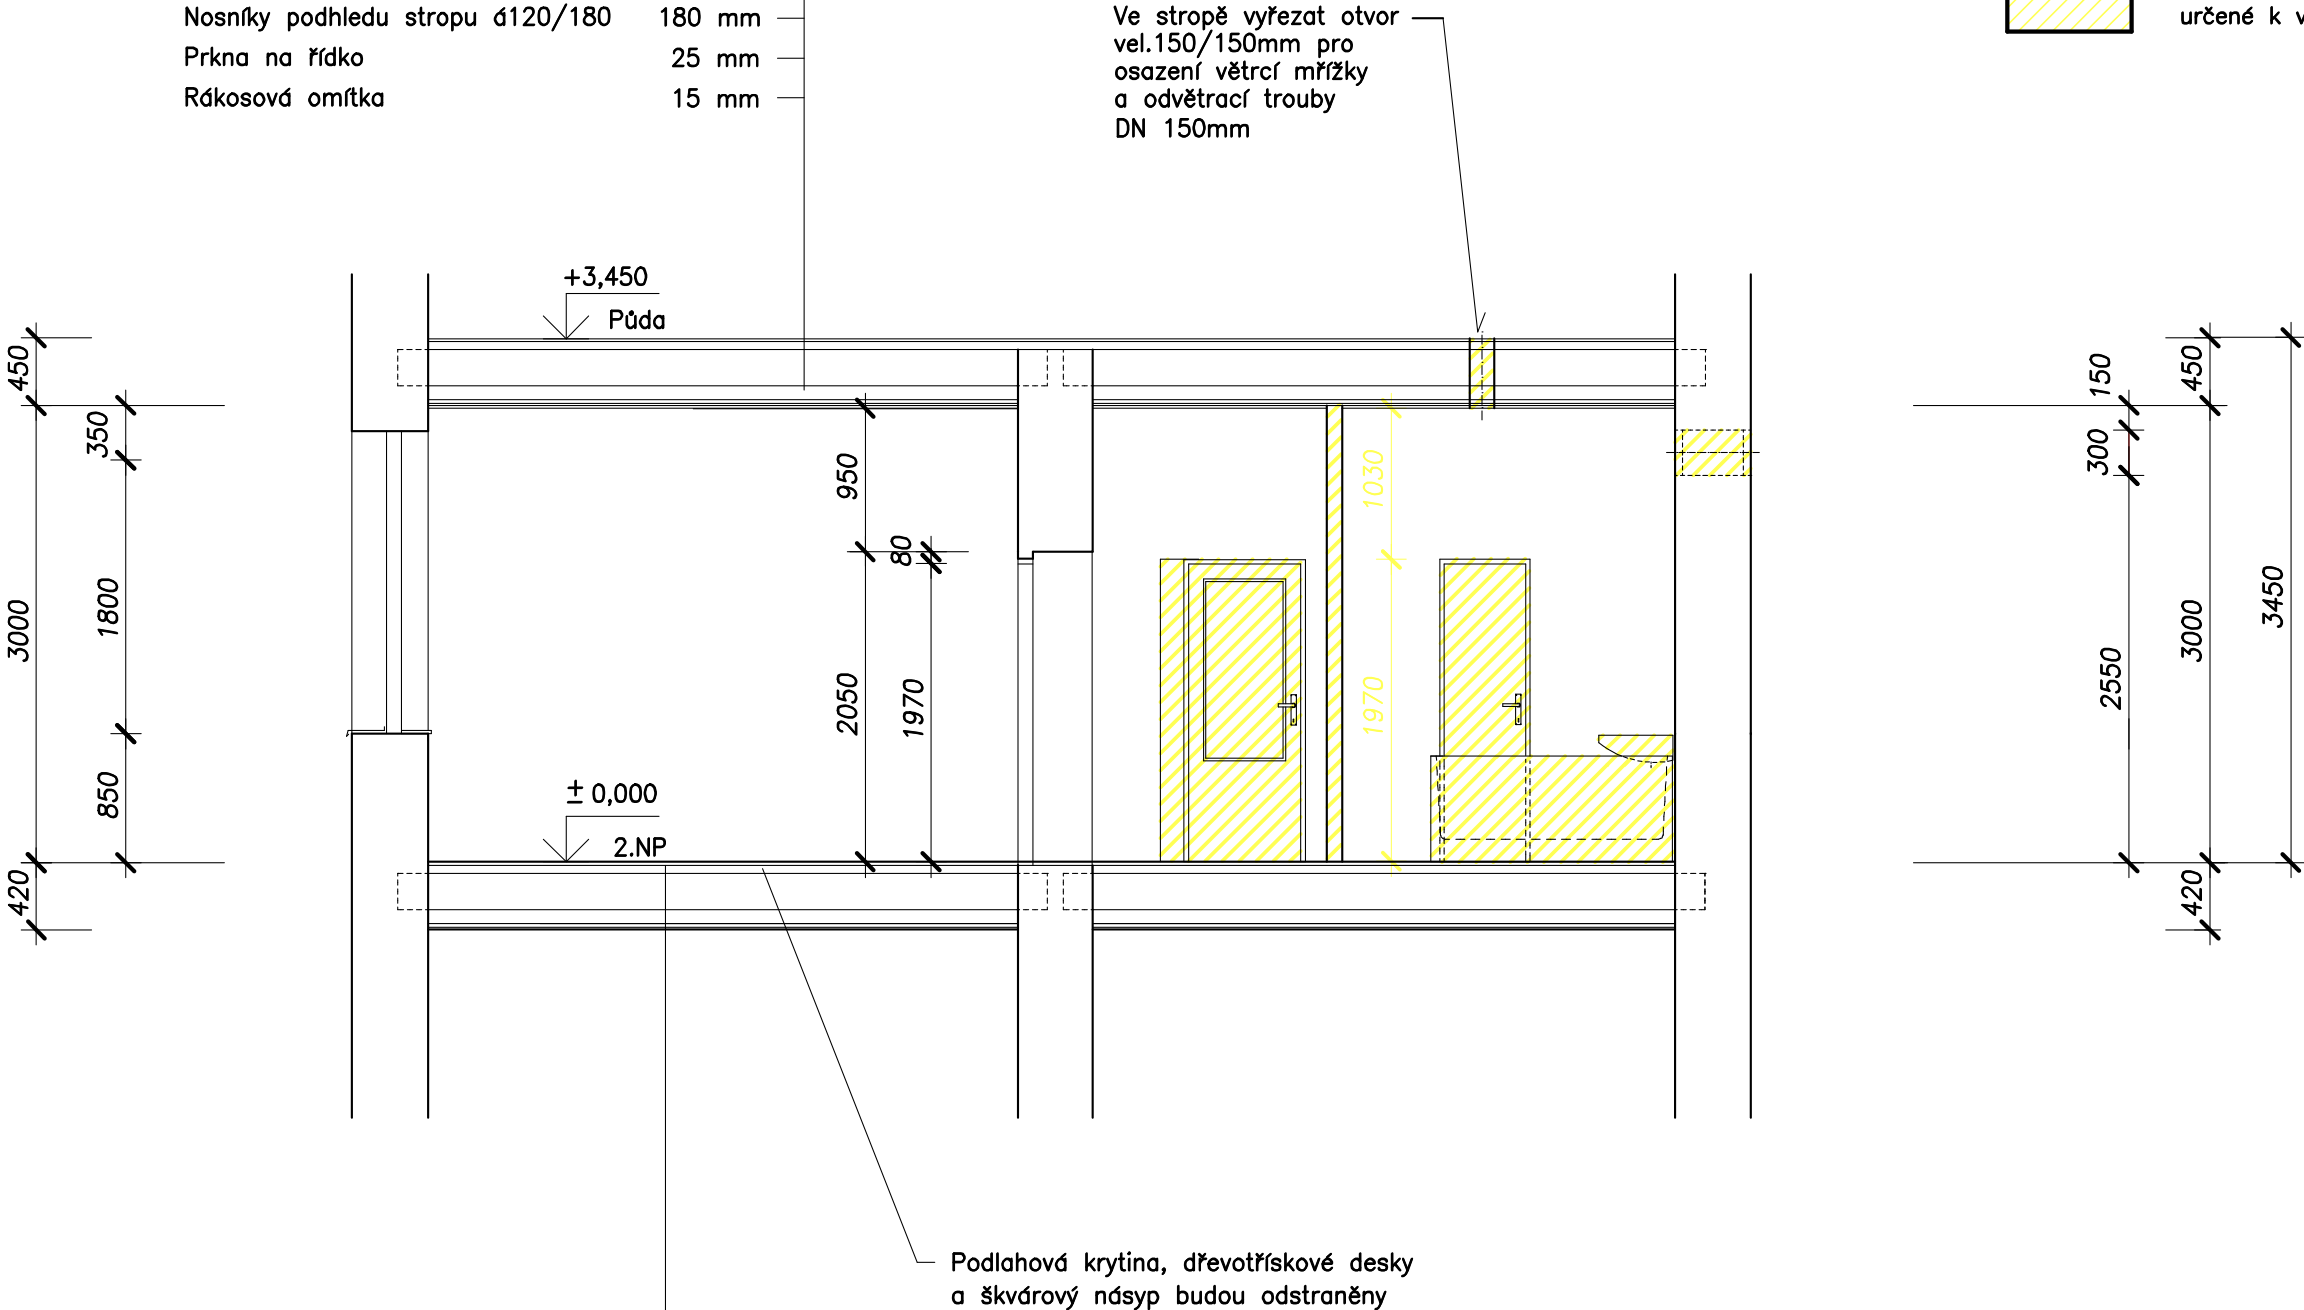 Nosníky podhledu stropu á120/180 180 mm
Prkna na řídko 25 mm
Rákosová omítka 15 mm
Ve stropě vyřezat otvor
vel.150/150mm pro
osazení větrcí mřížky
a odvětrací trouby
DN 150mm
určené k v
+3,450
Půda
450
350
3000
1800
850
420
950
80
2050
1970
1030
1970
± 0,000
2.NP
150
300
2550
450
3000
420
3450
Podlahová krytina, dřevotřískové desky
a škvárový násyp budou odstraněny